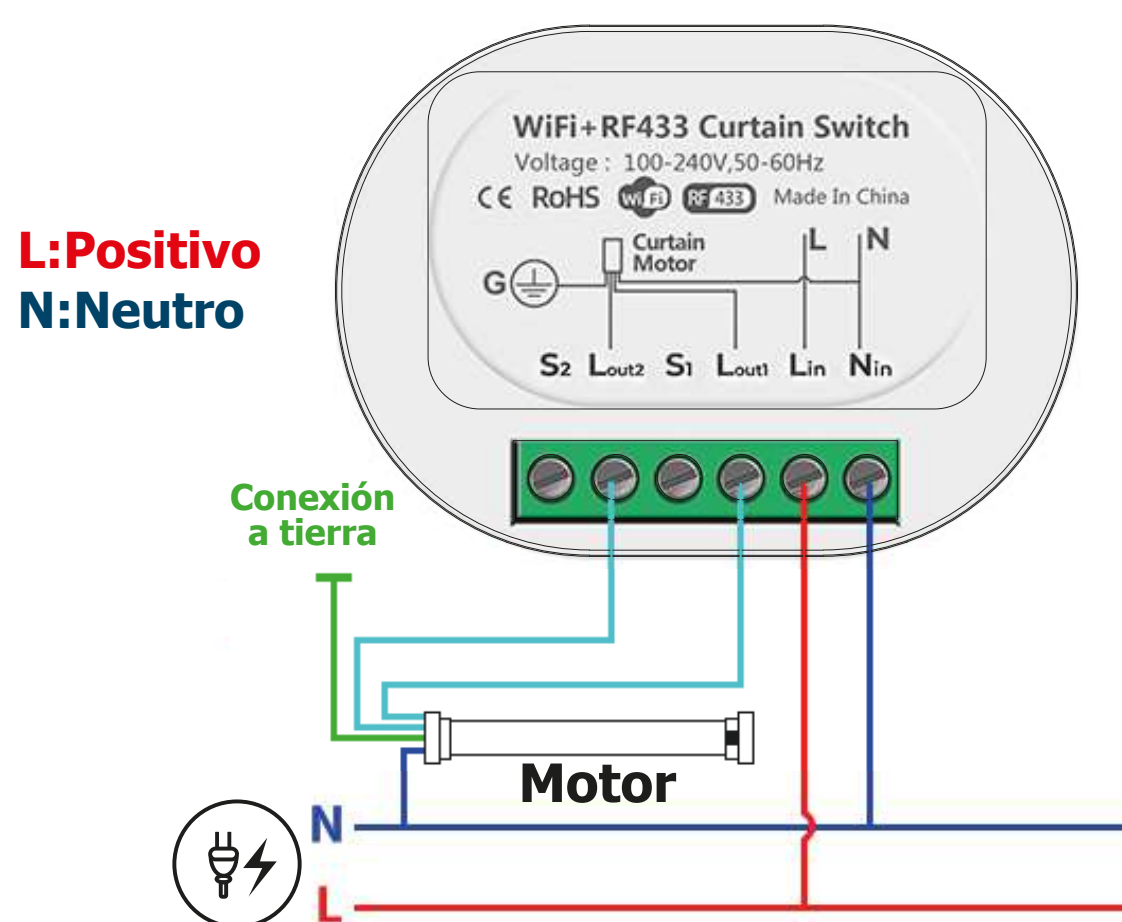 WiFi+RF433 Curtain Switch
Voltage : 100-240V,50-60Hz
CE RoHS WiFi RF 433 Made In China
Curtain
Motor
L N
G
S2 Lout2 S1 Lout1 Lin Nin
L:Positivo
N:Neutro
Conexión
a tierra
Motor
N
L